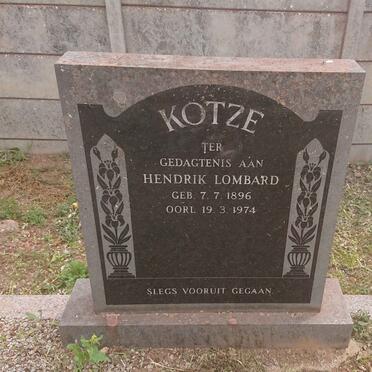 KOTZE
TER
GEDAGTENIS AAN
HENDRIK LOMBARD
GEB. 7. 7. 1896
OORL. 19. 3. 1974
SLEGS VOORUIT GEGAAN.